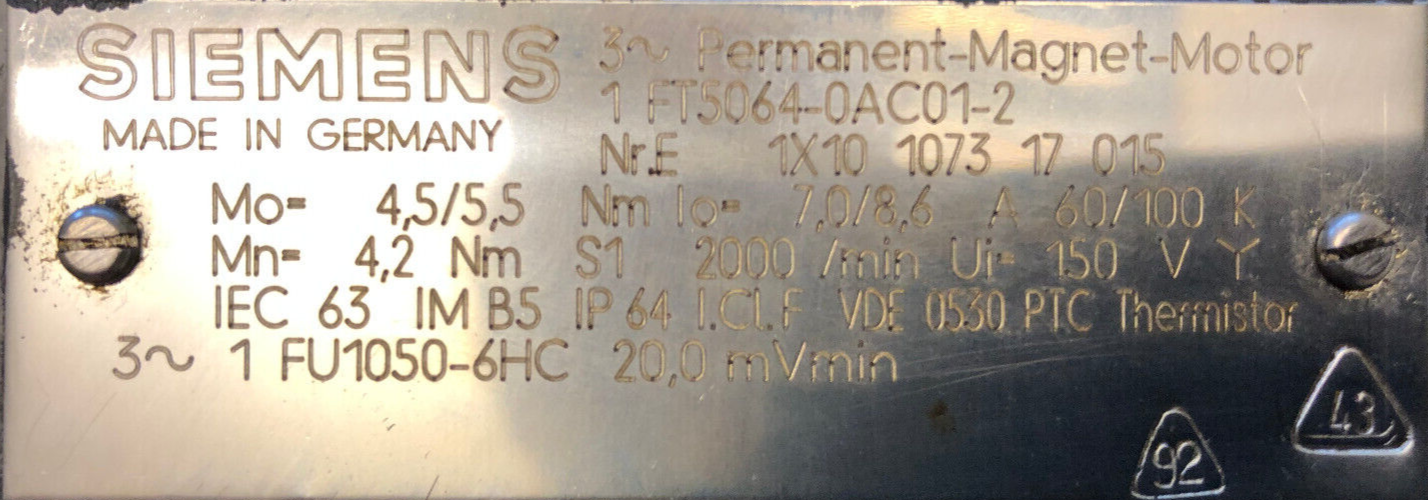 SIEMENS 3~ Permanent-Magnet-Motor
1 FT5064-0AC01-2
MADE IN GERMANY
Nr.E 1X10 1073 17 015
Mo= 4,5/5,5 Nm Io= 7,0/8,6 A 60/100 K
Mn= 4,2 Nm S1 2000 /min Ui= 150 V Y
IEC 63 IM B5 IP 64 I.Cl.F VDE 0530 PTC Thermistor
3~ 1 FU1050-6HC 20,0 mVmin
43
92